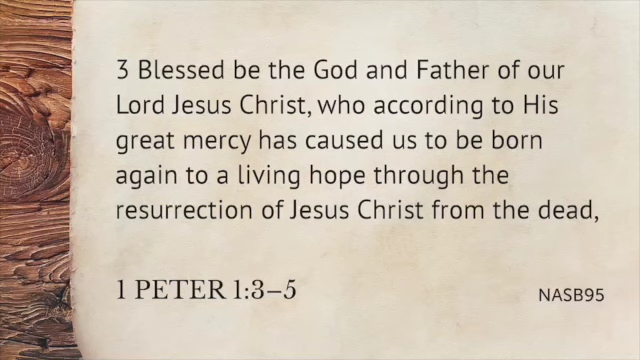 3 Blessed be the God and Father of our
Lord Jesus Christ, who according to His
great mercy has caused us to be born
again to a living hope through the
resurrection of Jesus Christ from the dead,
1 PETER 1:3–5
NASB95